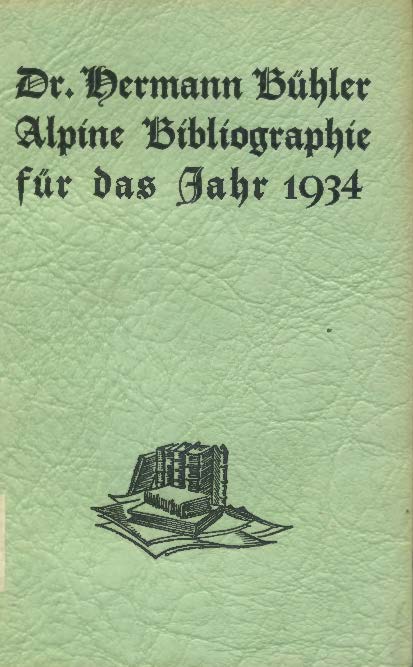 Dr. Hermann Bühler
Alpine Bibliographie
für das Jahr 1934